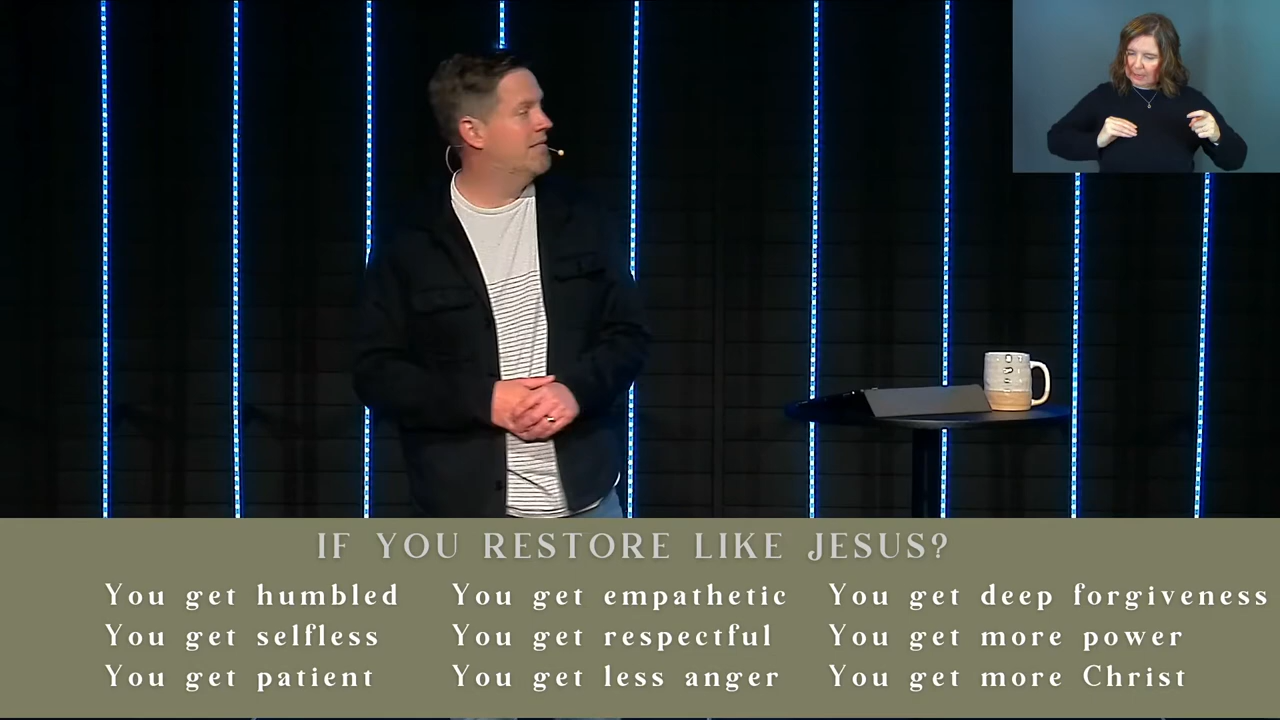 IF YOU RESTORE LIKE JESUS?
You get humbled You get empathetic You get deep forgiveness
You get selfless You get respectful You get more power
You get patient You get less anger You get more Christ